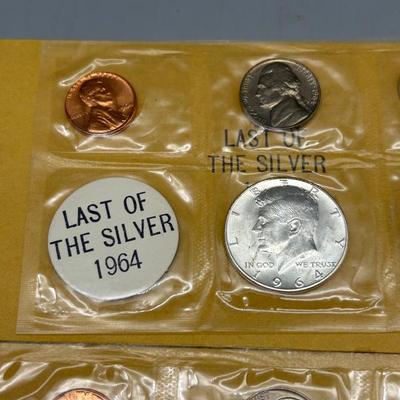 LAST OF
THE SILVER
LAST OF
THE SILVER
1964
LIBERTY
IN GOD WE TRUST
1964